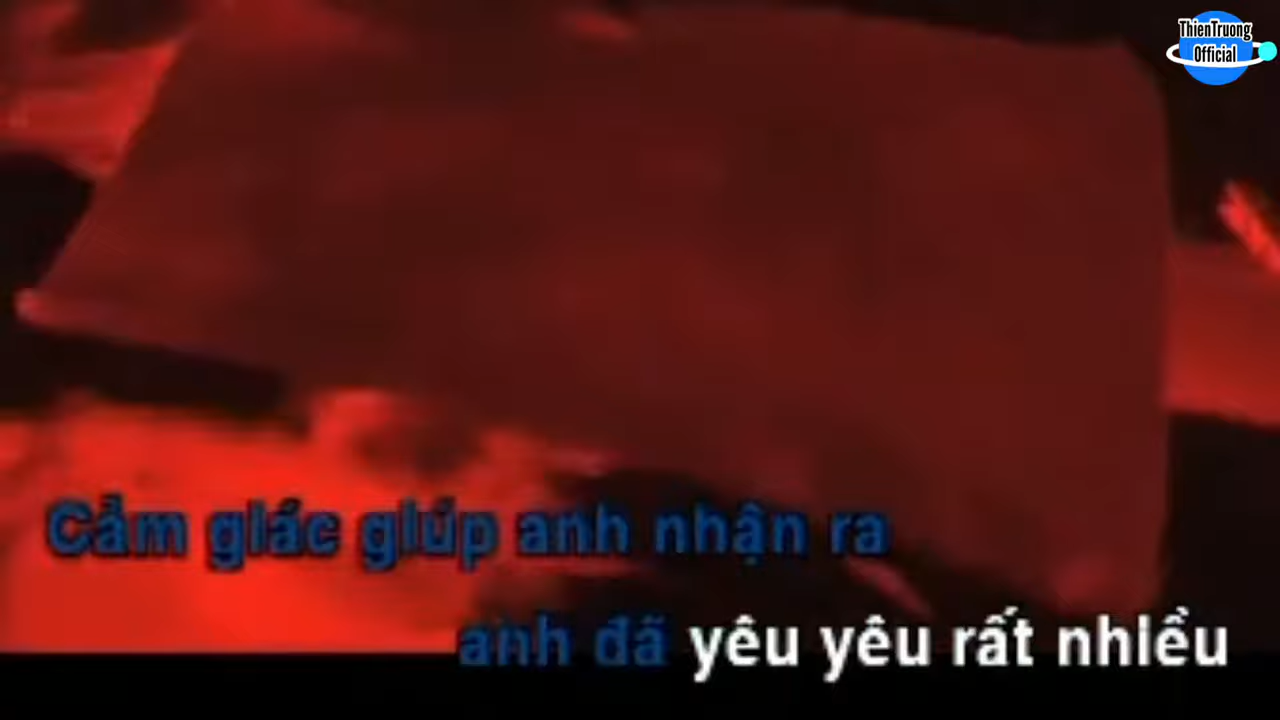 ThienTruong
Official
Cảm giác giúp anh nhận ra
anh đã yêu yêu rất nhiều